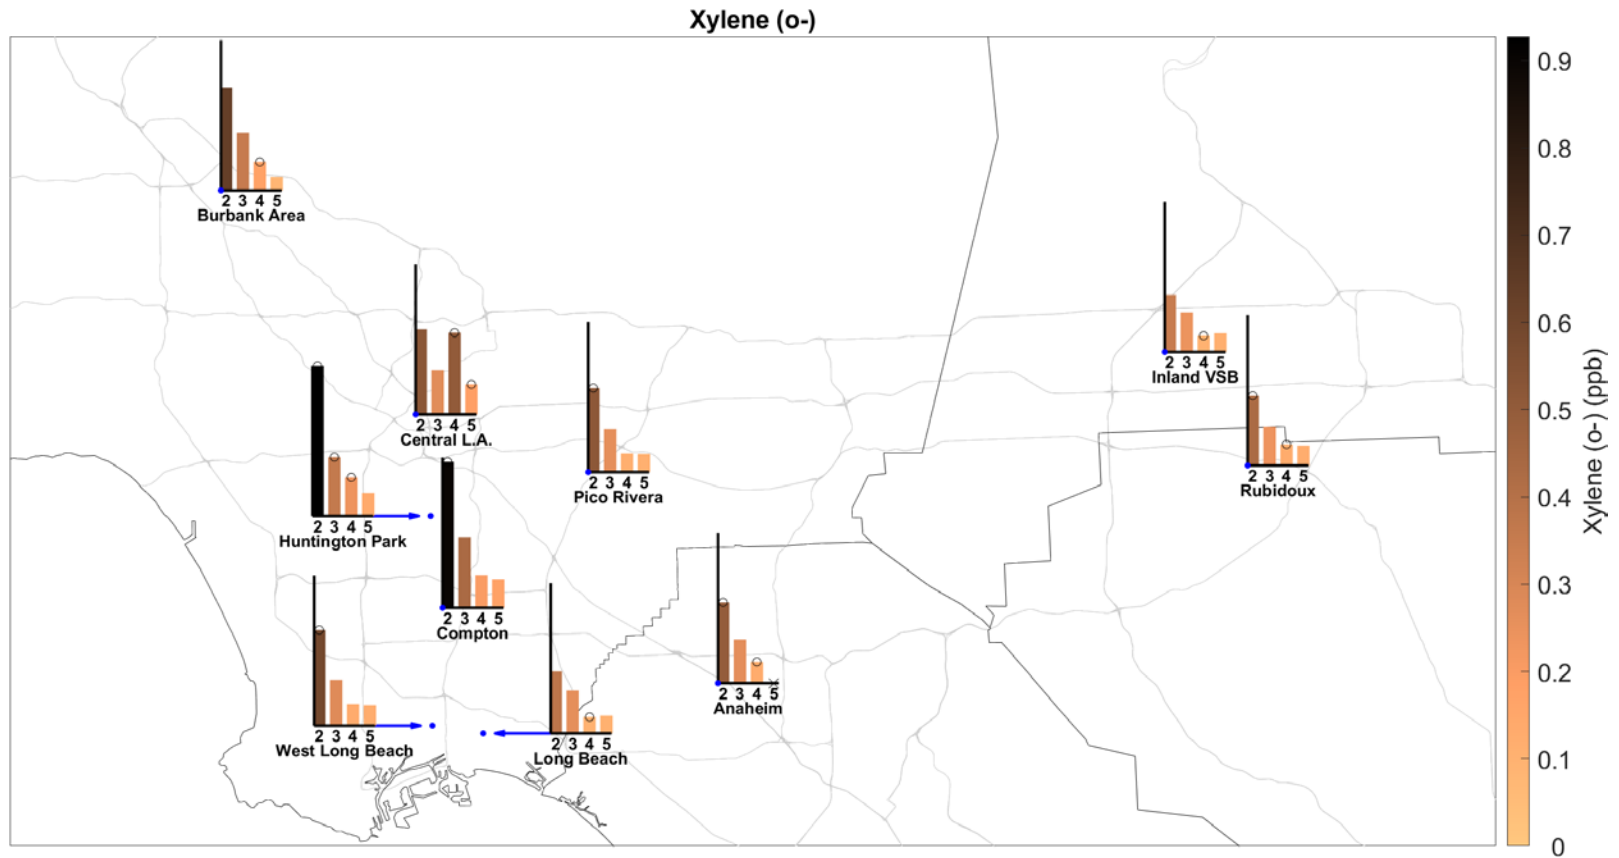 Xylene (o-)
2 3 4 5
Burbank Area
2 3 4 5
Central L.A.
2 3 4 5
Pico Rivera
2 3 4 5
Inland VSB
2 3 4 5
Rubidoux
2 3 4 5
Huntington Park
2 3 4 5
Compton
2 3 4 5
West Long Beach
2 3 4 5
Long Beach
2 3 4 5
Anaheim
0.9
0.8
0.7
0.6
0.5
0.4
0.3
0.2
0.1
0
Xylene (o-) (ppb)